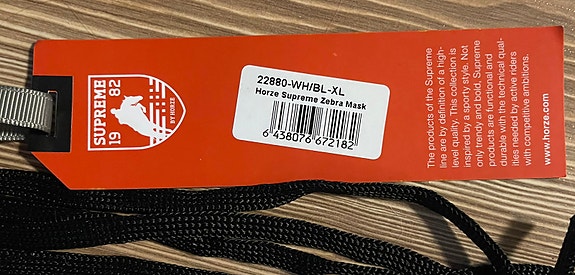 SUPREME
19 82
BY HORZE
22880-WH/BL-XL
Horze Supreme Zebra Mask
6 438076 672182
The products of the Supreme
line are by definition of a high-
level quality. This collection is
inspired by a sporty style. Not
only trendy and bold, Supreme
products are functional and
durable with the technical qual-
ities needed by active riders
with competitive ambitions.
www.horze.com